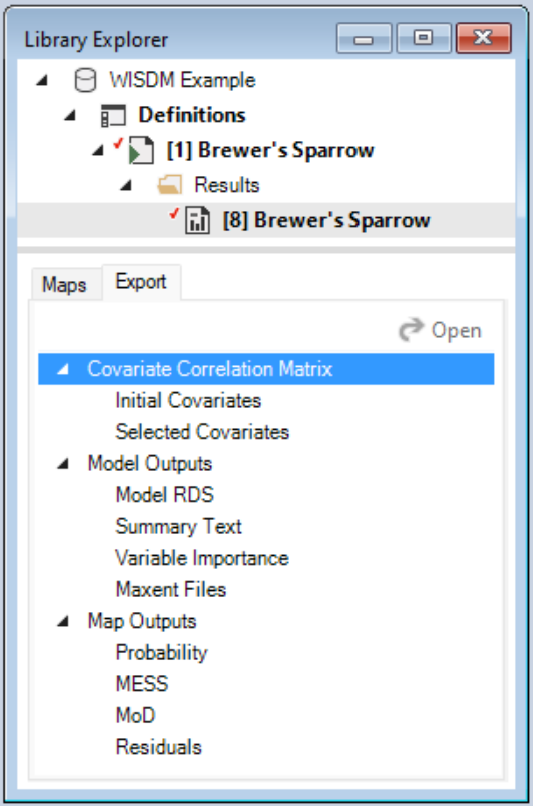 Library Explorer
WISDM Example
Definitions
[1] Brewer's Sparrow
Results
[8] Brewer's Sparrow
Maps Export
Open
Covariate Correlation Matrix
Initial Covariates
Selected Covariates
Model Outputs
Model RDS
Summary Text
Variable Importance
Maxent Files
Map Outputs
Probability
MESS
MoD
Residuals